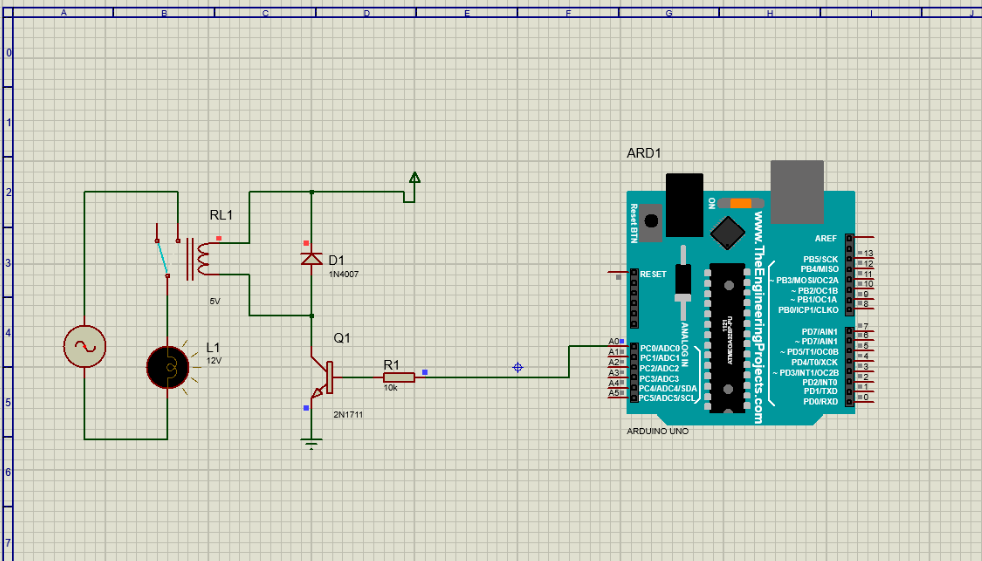 A B C D E F G H I J
0
1
2
3
4
5
6
7
RL1
5V
L1
12V
D1
1N4007
Q1
2N1711
R1
10k
ARD1
Reset BTN
ON
www.TheEngineeringProjects.com
ANALOG IN
RESET
A0
A1
A2
A3
A4
A5
PC0/ADC0
PC1/ADC1
PC2/ADC2
PC3/ADC3
PC4/ADC4/SDA
PC5/ADC5/SCL
1121
ATMEGA328P-PU
AREF
PB5/SCK 13
PB4/MISO 12
~ PB3/MOSI/OC2A 11
~ PB2/OC1B 10
~ PB1/OC1A 9
PB0/ICP1/CLKO 8
PD7/AIN1 7
~ PD7/AIN1 6
~ PD5/T1/OC0B 5
PD4/T0/XCK 4
~ PD3/INT1/OC2B 3
PD2/INT0 2
PD1/TXD 1
PD0/RXD 0
ARDUINO UNO